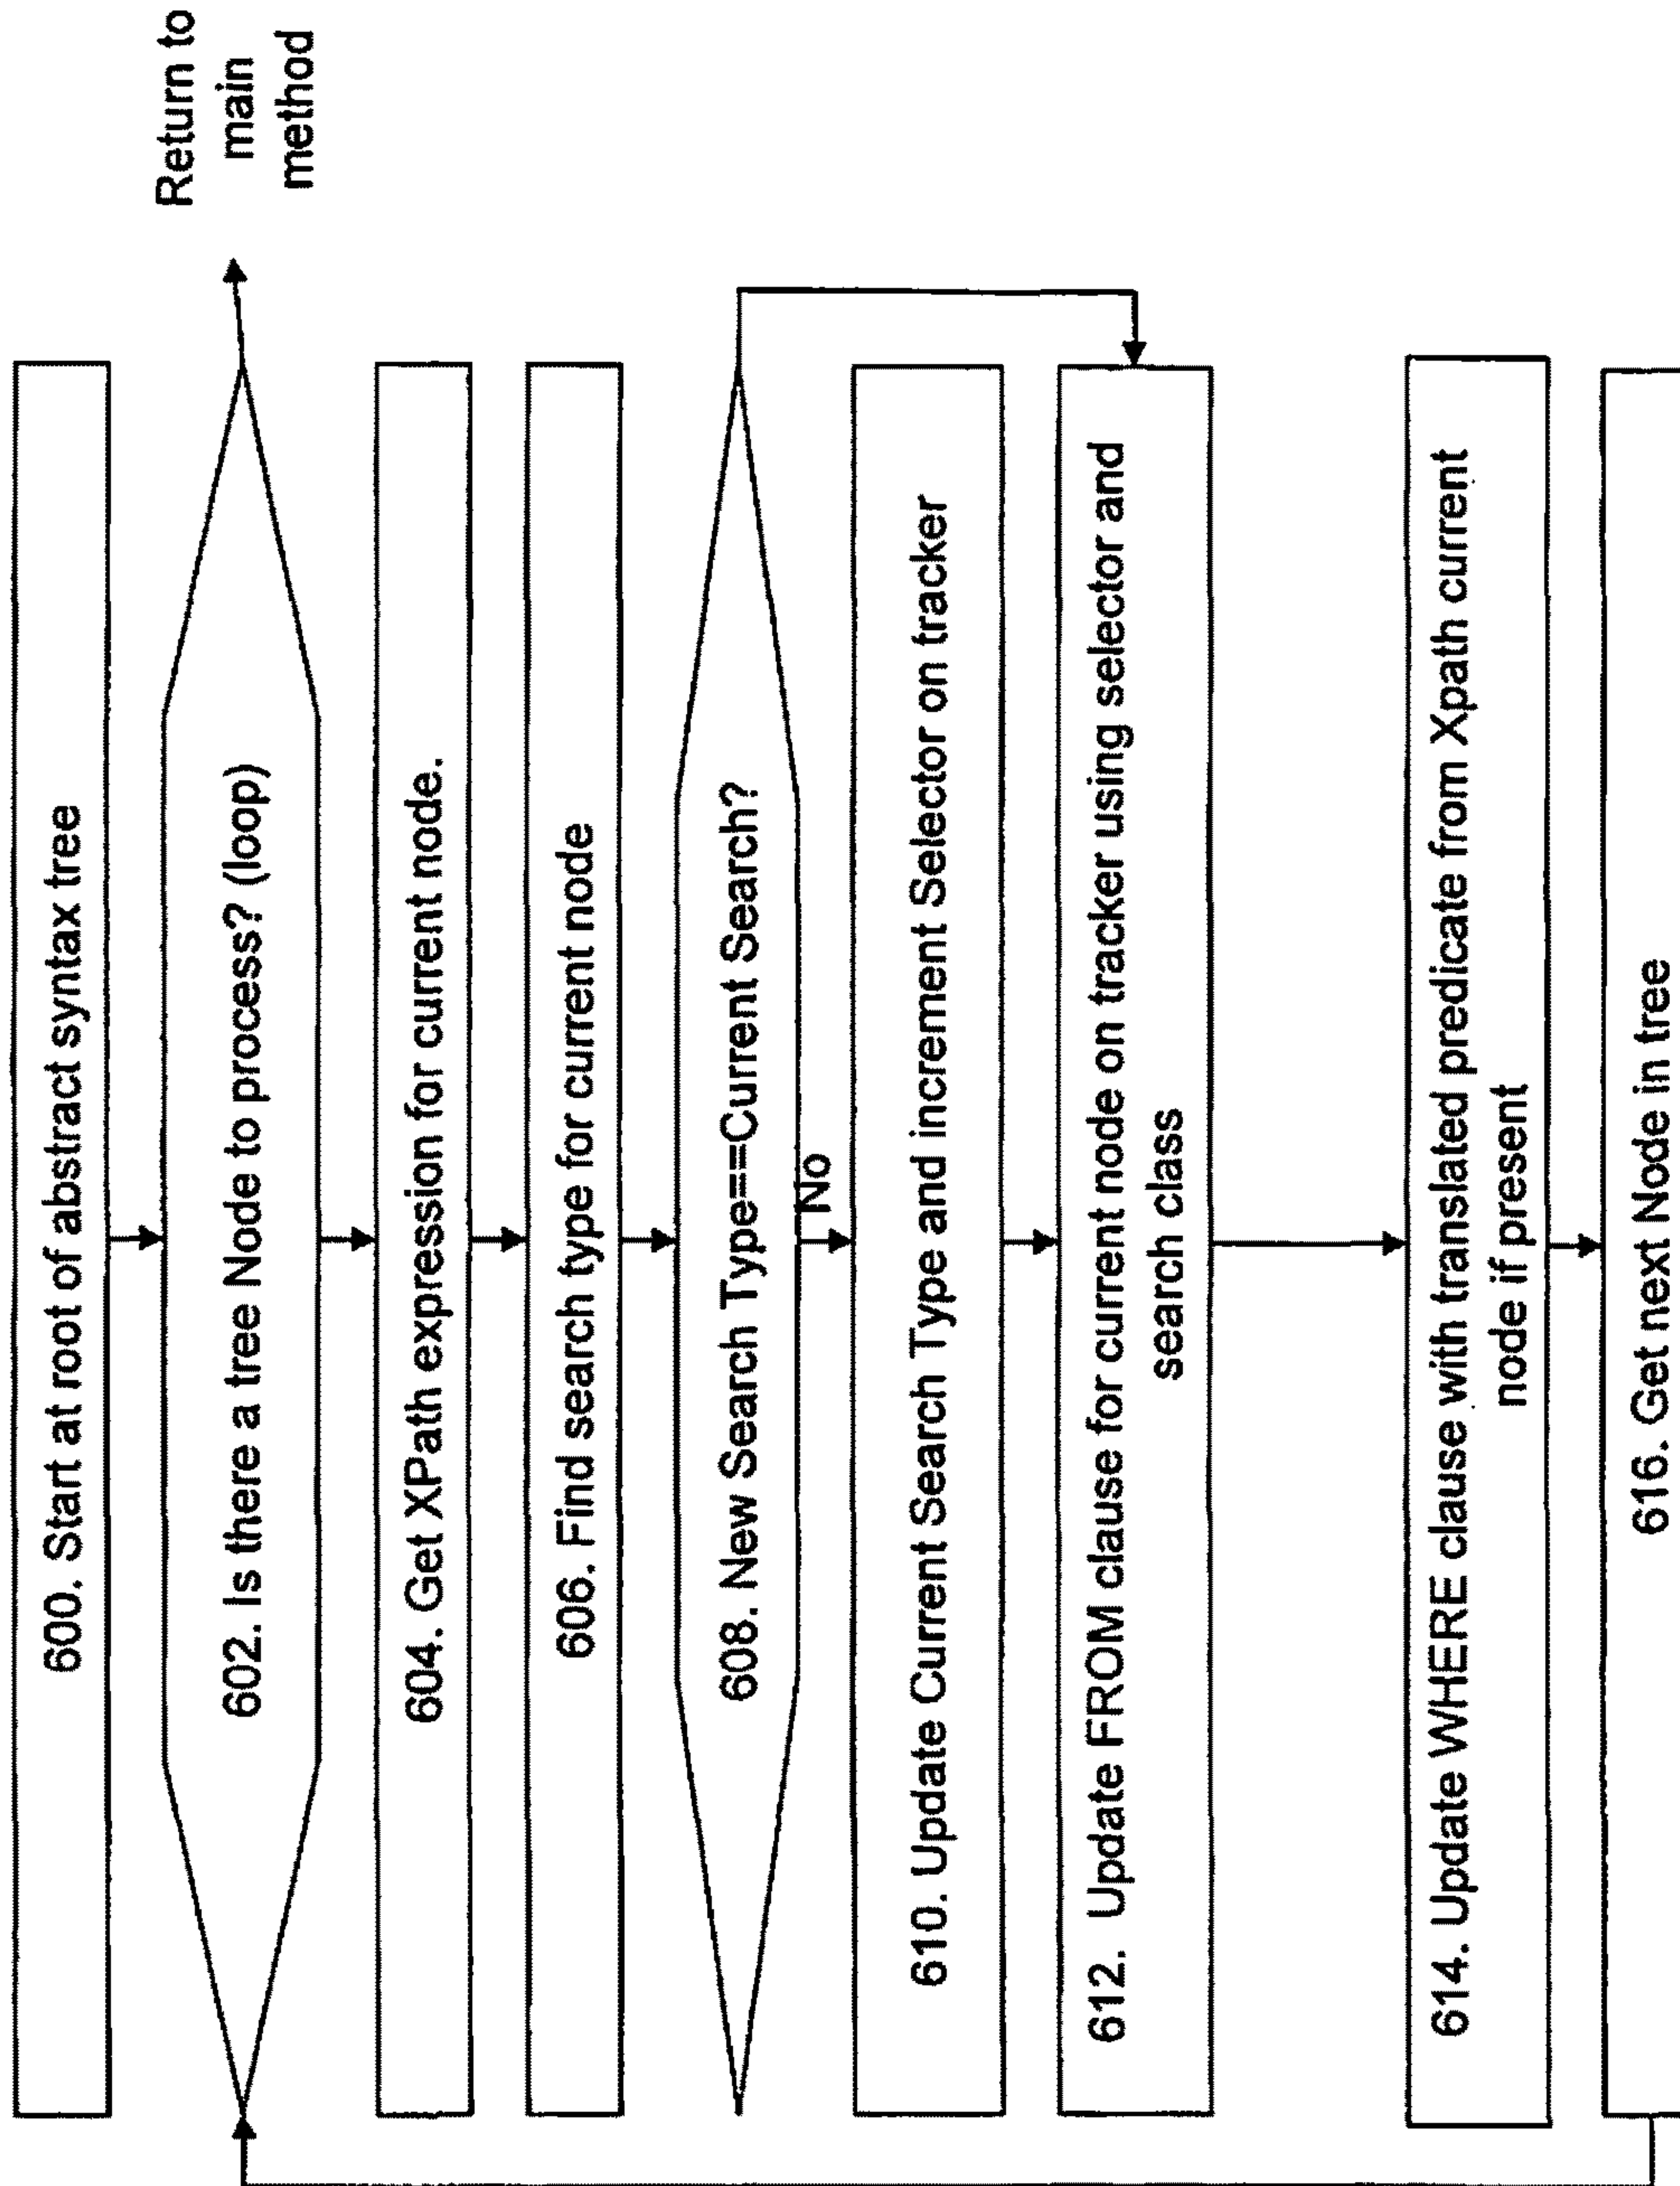 600. Start at root of abstract syntax tree
602. Is there a tree Node to process? (loop)
Return to
main
method
604. Get XPath expression for current node.
606. Find search type for current node
608. New Search Type==Current Search?
No
610. Update Current Search Type and increment Selector on tracker
612. Update FROM clause for current node on tracker using selector and
search class
614. Update WHERE clause with translated predicate from Xpath current
node if present
616. Get next Node in tree